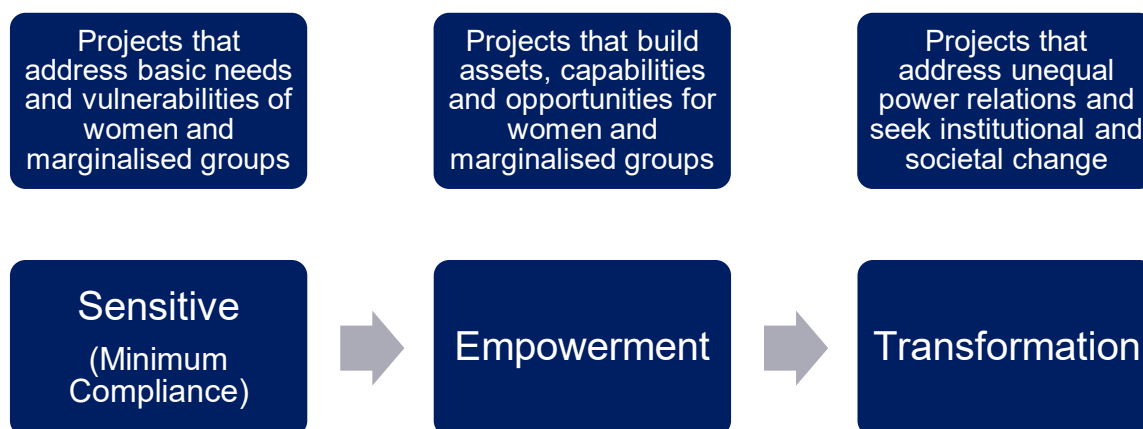 Projects that
address basic needs
and vulnerabilities of
women and
marginalised groups
Projects that build
assets, capabilities
and opportunities for
women and
marginalised groups
Projects that
address unequal
power relations and
seek institutional and
societal change
Sensitive
(Minimum
Compliance)
Empowerment
Transformation